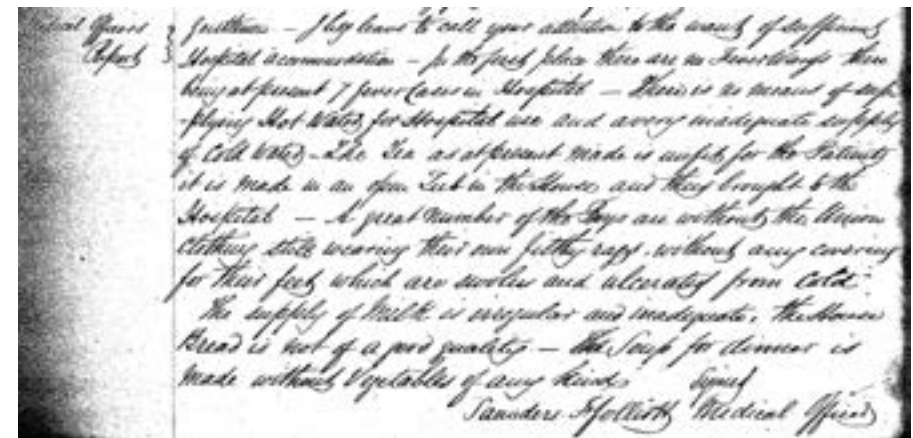 Medical Officers Report
Gentlemen – I beg leave to call your attention to the want of sufficient
Hospital accommodation – In the first place there are no Fever Wards there
being at present 7 fever Cases in Hospital – There is no means of sup
-plying Hot Water for Hospital use and a very inadequate supply
of Cold Water – The Tea as at present made is unfit for the Patients
it is made in an open Tub in the House and thus brought to the
Hospital – A great number of the Boys are without the Union
Clothing still wearing their own filthy rags, without any covering
for their feet which are swolen and ulcerated from Cold
The supply of Milk is irregular and inadequate, the House
Bread is not of a good quality – The Soup for dinner is
Made without Vegetables of any Kind. Signed
Saunders Ffolliott Medical Officer